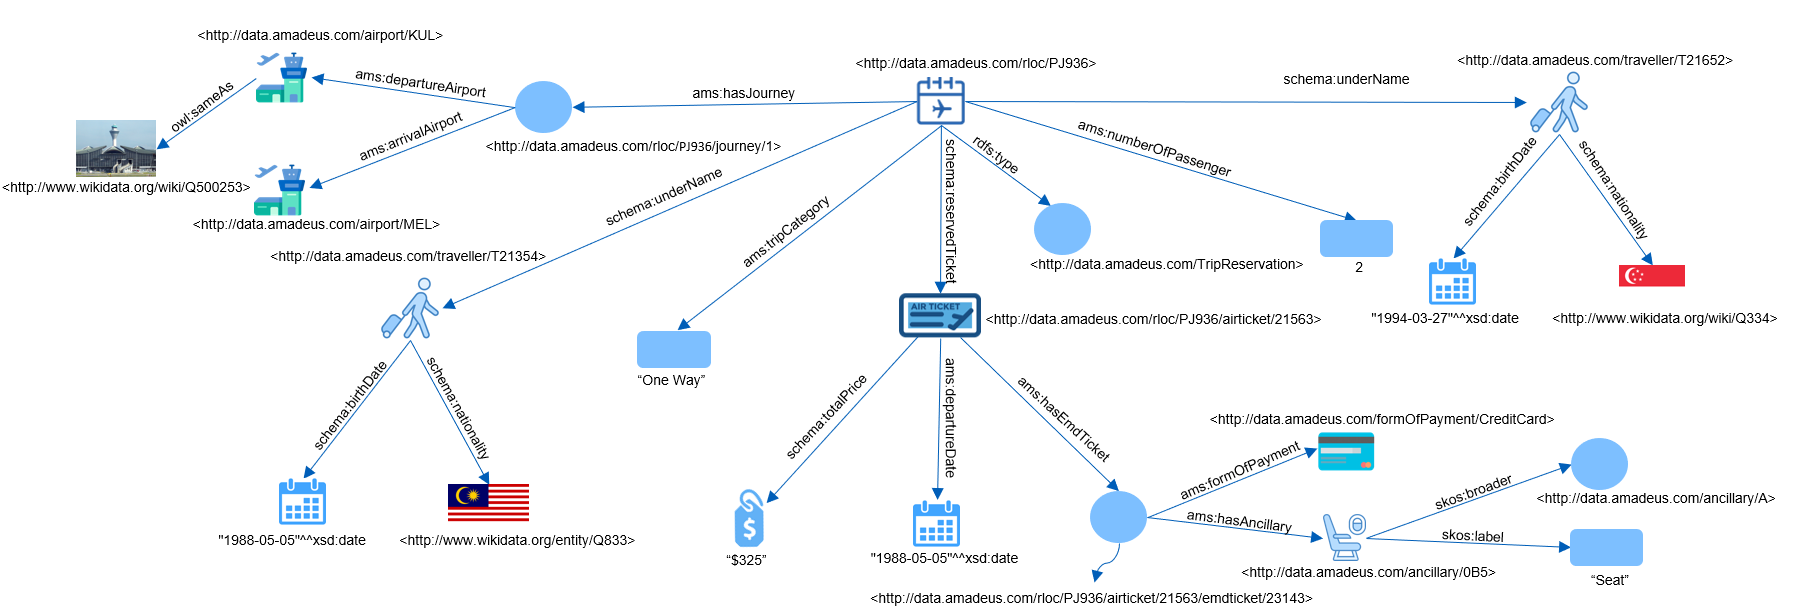 <http://data.amadeus.com/airport/KUL>
<http://data.amadeus.com/rloc/PJ936>
<http://data.amadeus.com/traveller/T21652>
ams:departureAirport
ams:hasJourney
schema:underName
owl:sameAs
ams:arrivalAirport
<http://data.amadeus.com/rloc/PJ936/journey/1>
ams:numberOfPassenger
rdfs:type
schema:birthDate
schema:nationality
<http://www.wikidata.org/wiki/Q500253>
<http://data.amadeus.com/airport/MEL>
schema:underName
ams:tripCategory
schema:reservedTicket
<http://data.amadeus.com/traveller/T21354>
<http://data.amadeus.com/TripReservation>
2
AIR TICKET
<http://data.amadeus.com/rloc/PJ936/airticket/21563>
"1994-03-27"^^xsd:date
<http://www.wikidata.org/wiki/Q334>
“One Way”
schema:birthDate
schema:nationality
schema:totalPrice
ams:departureDate
ams:hasEmdTicket
<http://data.amadeus.com/formOfPayment/CreditCard>
ams:formOfPayment
skos:broader
<http://data.amadeus.com/ancillary/A>
ams:hasAncillary
skos:label
"1988-05-05"^^xsd:date
<http://www.wikidata.org/entity/Q833>
$
“$325”
"1988-05-05"^^xsd:date
<http://data.amadeus.com/ancillary/0B5>
“Seat”
<http://data.amadeus.com/rloc/PJ936/airticket/21563/emdticket/23143>